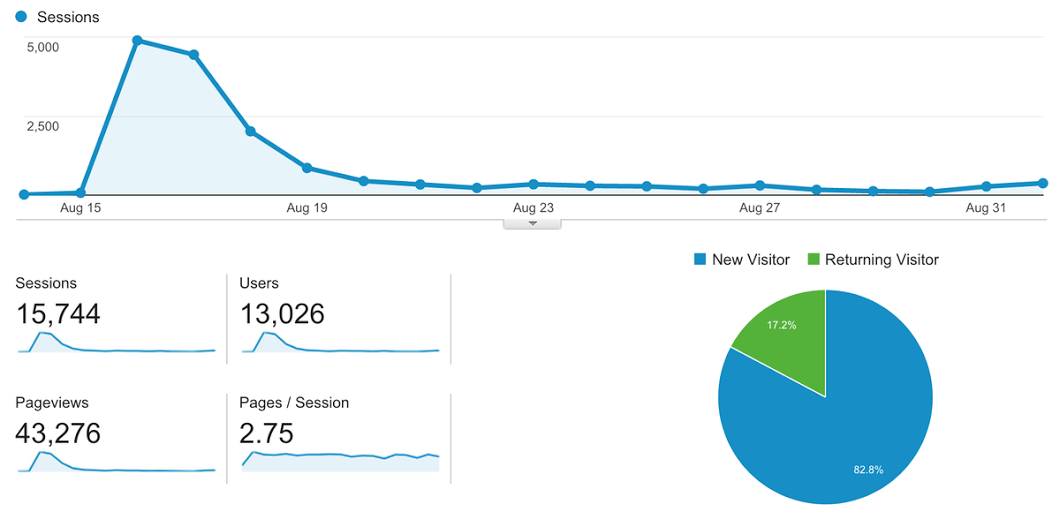 Sessions
5,000
2,500
Aug 15 Aug 19 Aug 23 Aug 27 Aug 31
New Visitor Returning Visitor
Sessions Users
15,744 13,026
17.2%
Pageviews Pages / Session
43,276 2.75
82.8%